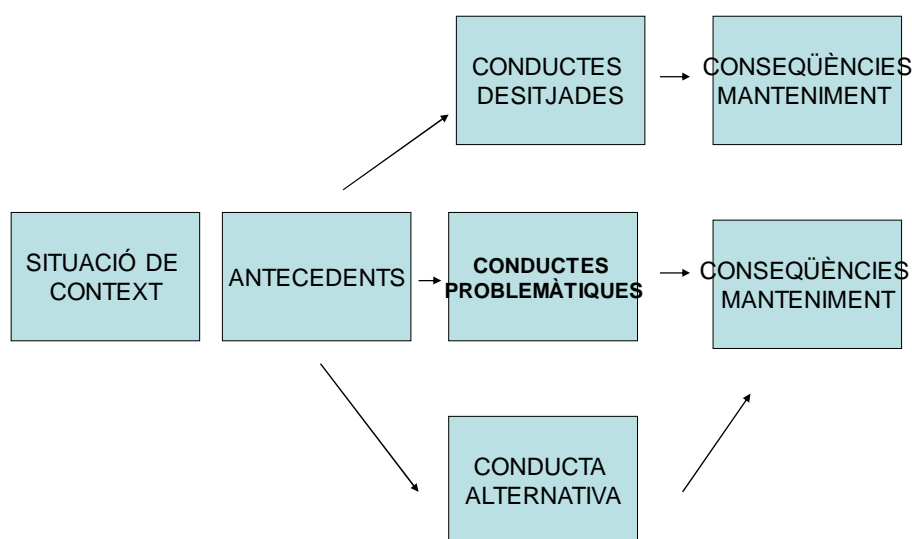 CONDUCTES
DESITJADES
CONSEQÜÈNCIES
MANTENIMENT
SITUACIÓ DE
CONTEXT
ANTECEDENTS
CONDUCTES
PROBLEMÀTIQUES
CONSEQÜÈNCIES
MANTENIMENT
CONDUCTA
ALTERNATIVA